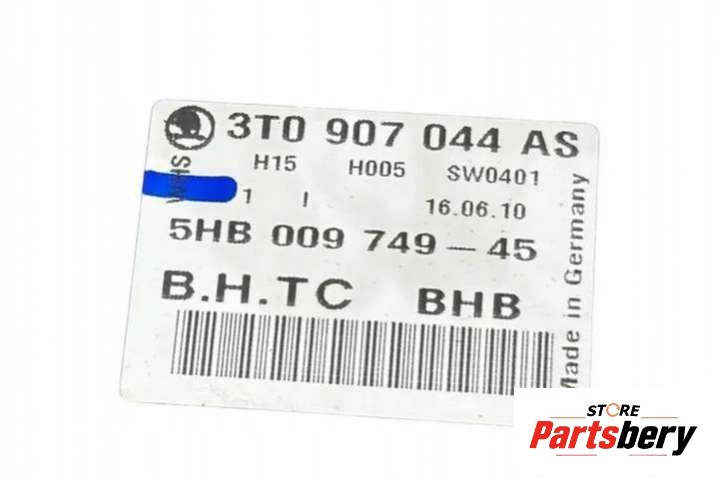 3T0 907 044 AS
H15 H005 SW0401
WHS
1 I 16.06.10
5HB 009 749-45
B.H.TC BHB
Made in Germany
STORE
Partsbery